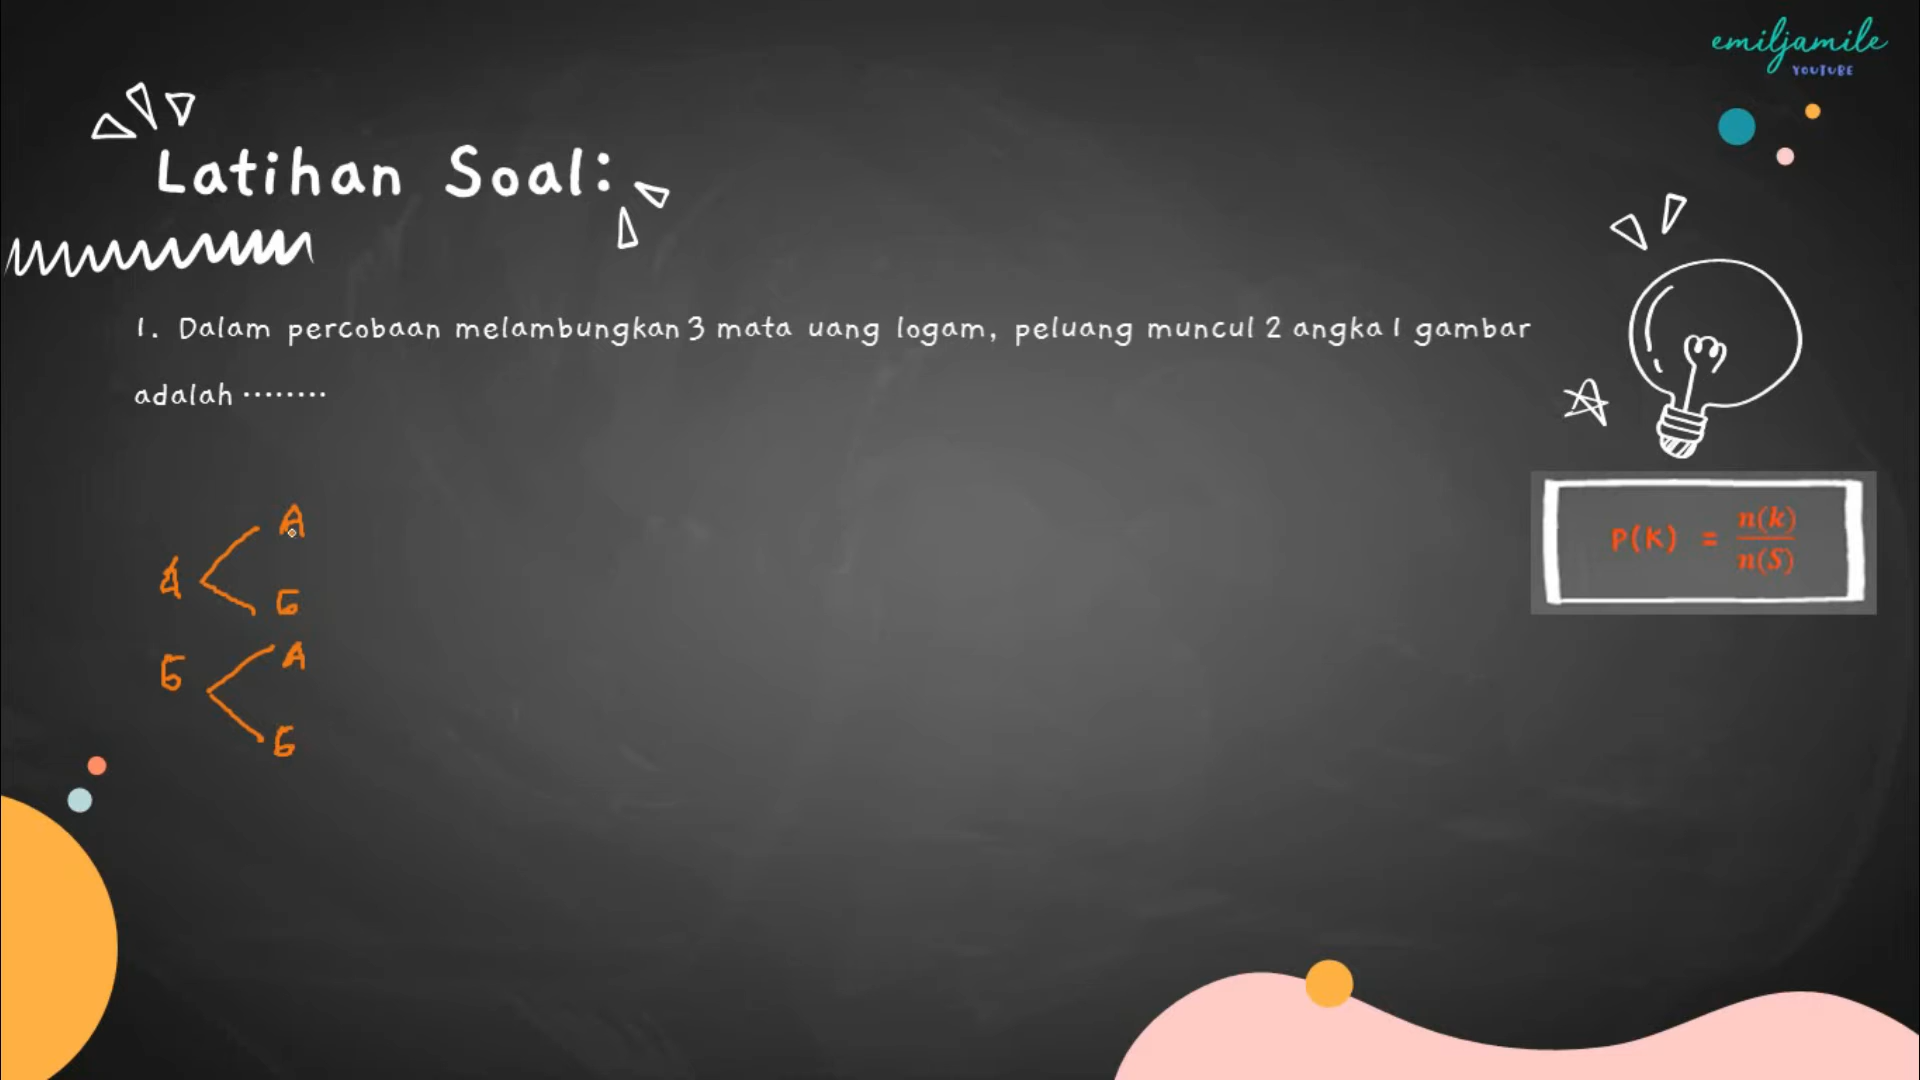 emiljamile
YOUTUBE
Latihan Soal:
1. Dalam percobaan melambungkan 3 mata uang logam, peluang muncul 2 angka 1 gambar
adalah ........
P(K) = n(k)/n(S)
A
A
G
G
A
G